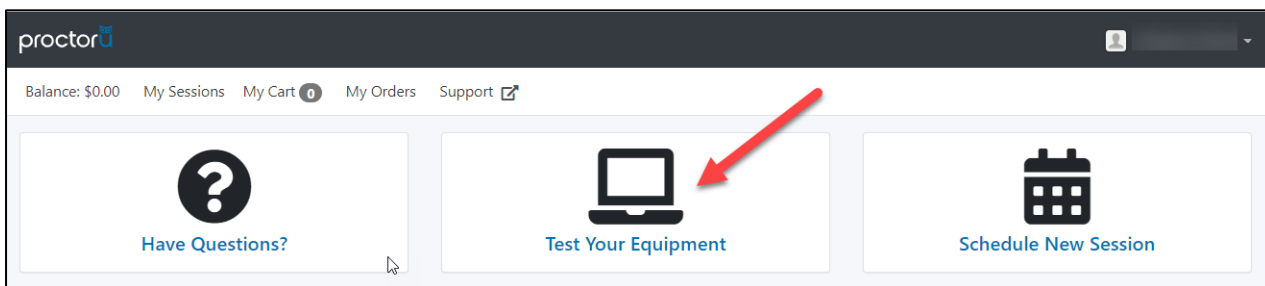 proctorU
Balance: $0.00 My Sessions My Cart 0 My Orders Support
Have Questions? Test Your Equipment Schedule New Session